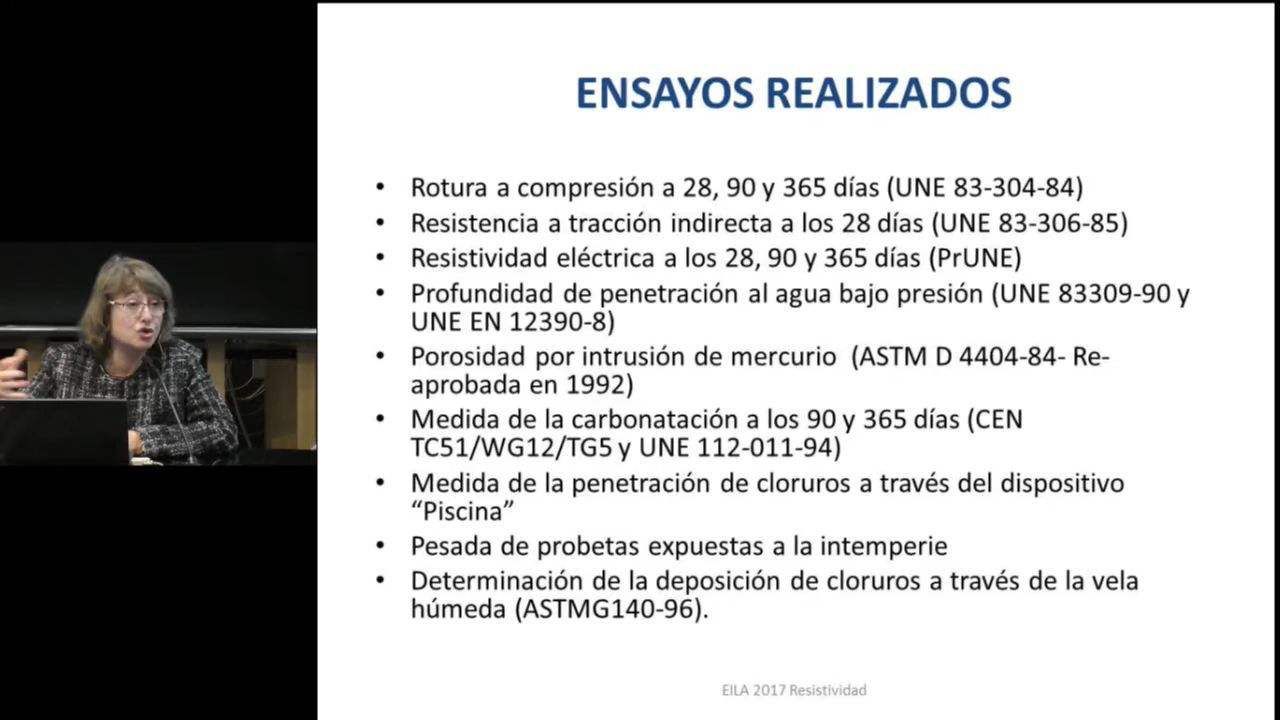 ENSAYOS REALIZADOS
• Rotura a compresión a 28, 90 y 365 días (UNE 83-304-84)
• Resistencia a tracción indirecta a los 28 días (UNE 83-306-85)
• Resistividad eléctrica a los 28, 90 y 365 días (PrUNE)
• Profundidad de penetración al agua bajo presión (UNE 83309-90 y
UNE EN 12390-8)
• Porosidad por intrusión de mercurio (ASTM D 4404-84- Re-
aprobada en 1992)
• Medida de la carbonatación a los 90 y 365 días (CEN
TC51/WG12/TG5 y UNE 112-011-94)
• Medida de la penetración de cloruros a través del dispositivo
“Piscina”
• Pesada de probetas expuestas a la intemperie
• Determinación de la deposición de cloruros a través de la vela
húmeda (ASTMG140-96).
EILA 2017 Resistividad